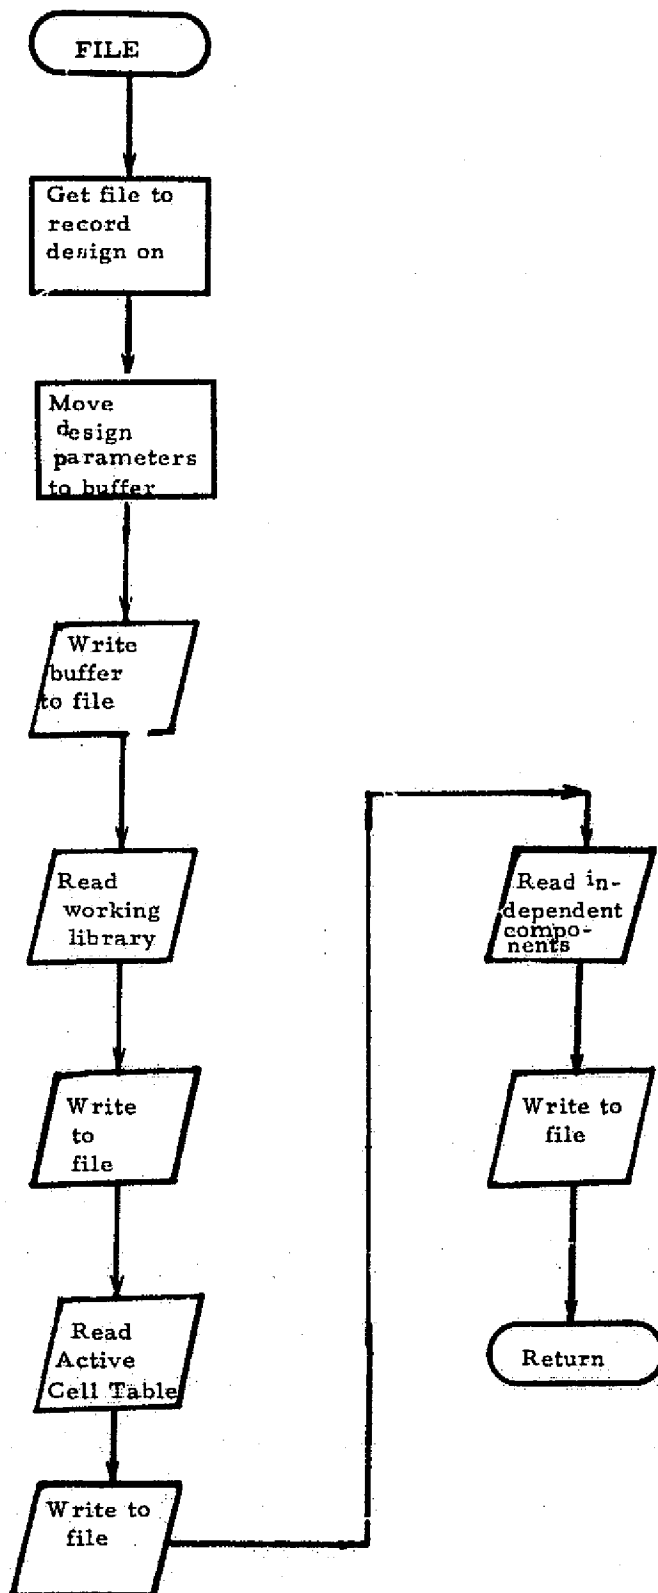 FILE
Get file to
record
design on
Move
design
parameters
to buffer
Write
buffer
to file
Read
working
library
Write
to
file
Read
Active
Cell Table
Write to
file
Read in-
dependent
compo-
nents
Write to
file
Return